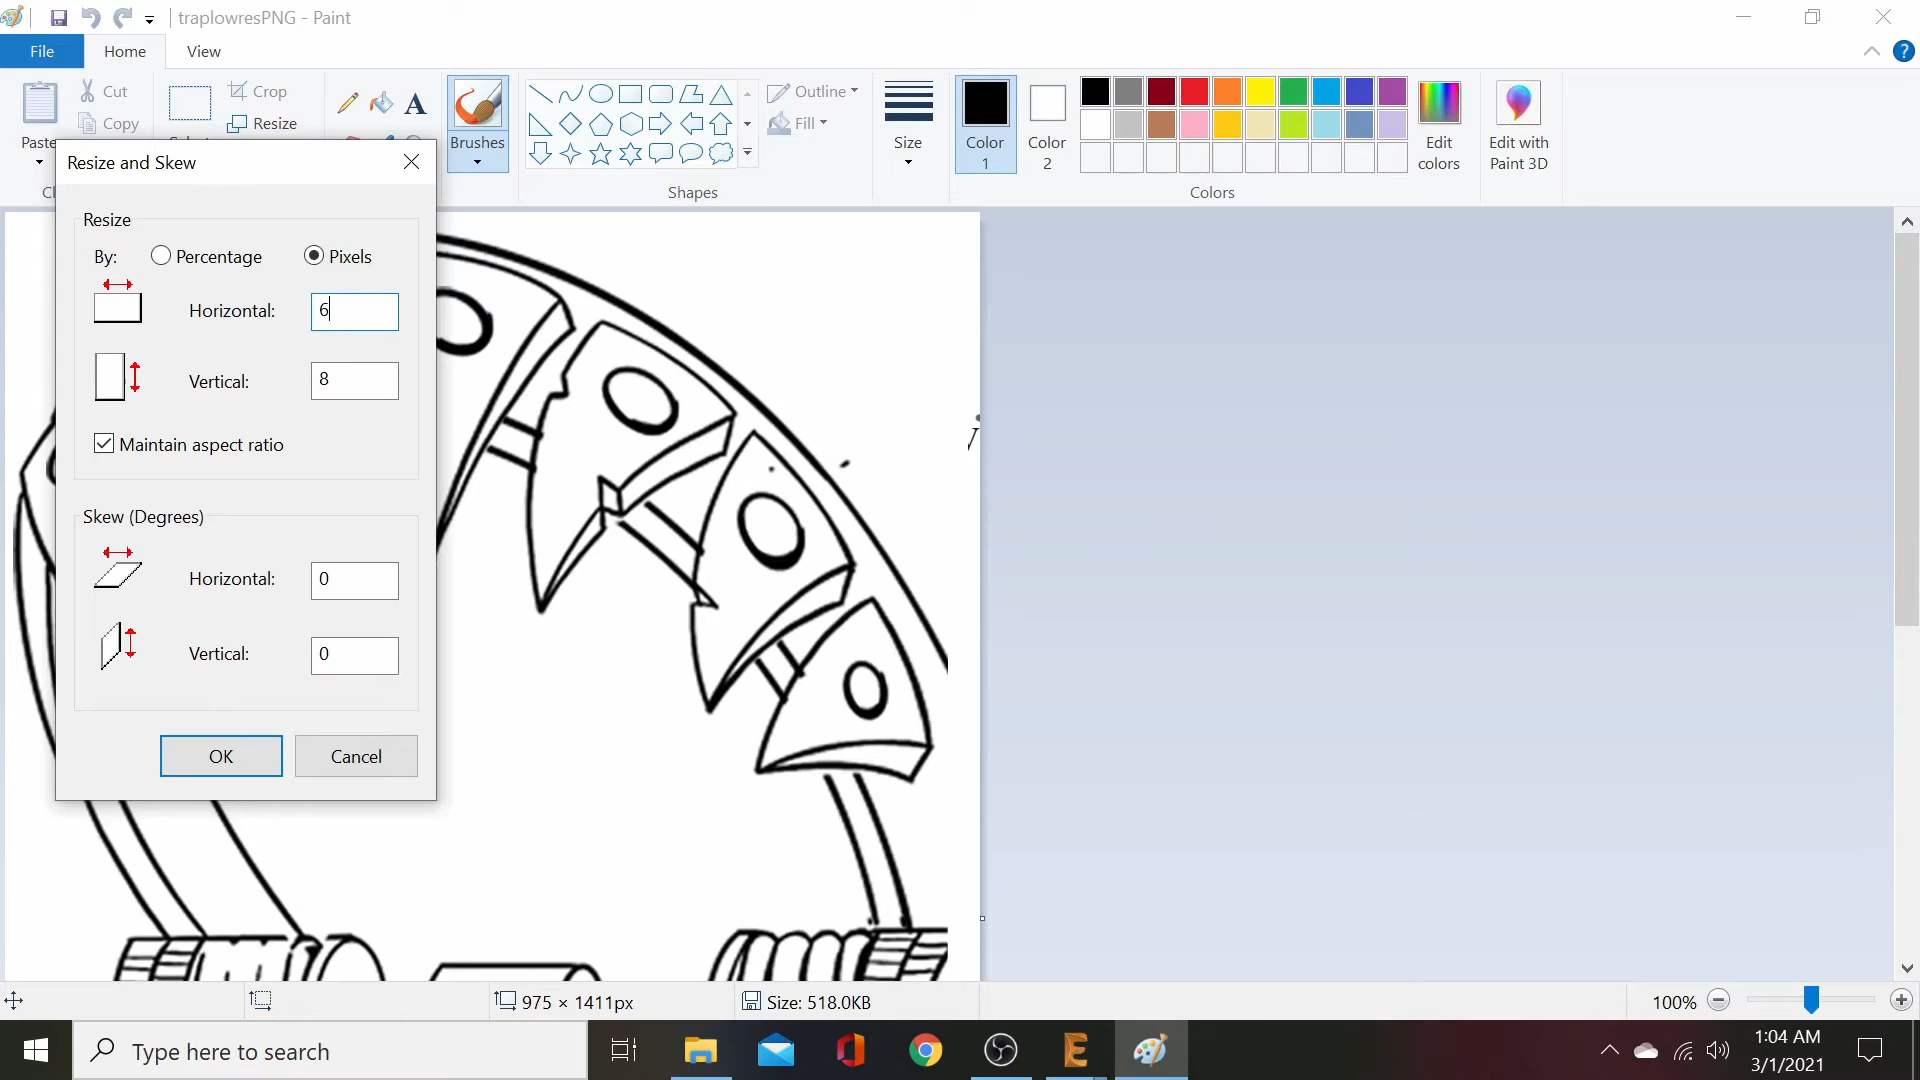 traplowresPNG - Paint
File
Home
View
Cut
Crop
Paste
Copy
Resize
Brushes
Outline
Fill
Size
Color
1
Color
2
Edit
colors
Edit with
Paint 3D
Shapes
Colors
Resize and Skew
Resize
By:
Percentage
Pixels
Horizontal:
6
Vertical:
8
Maintain aspect ratio
Skew (Degrees)
Horizontal:
0
Vertical:
0
OK
Cancel
975 × 1411px
Size: 518.0KB
100%
Type here to search
1:04 AM
3/1/2021